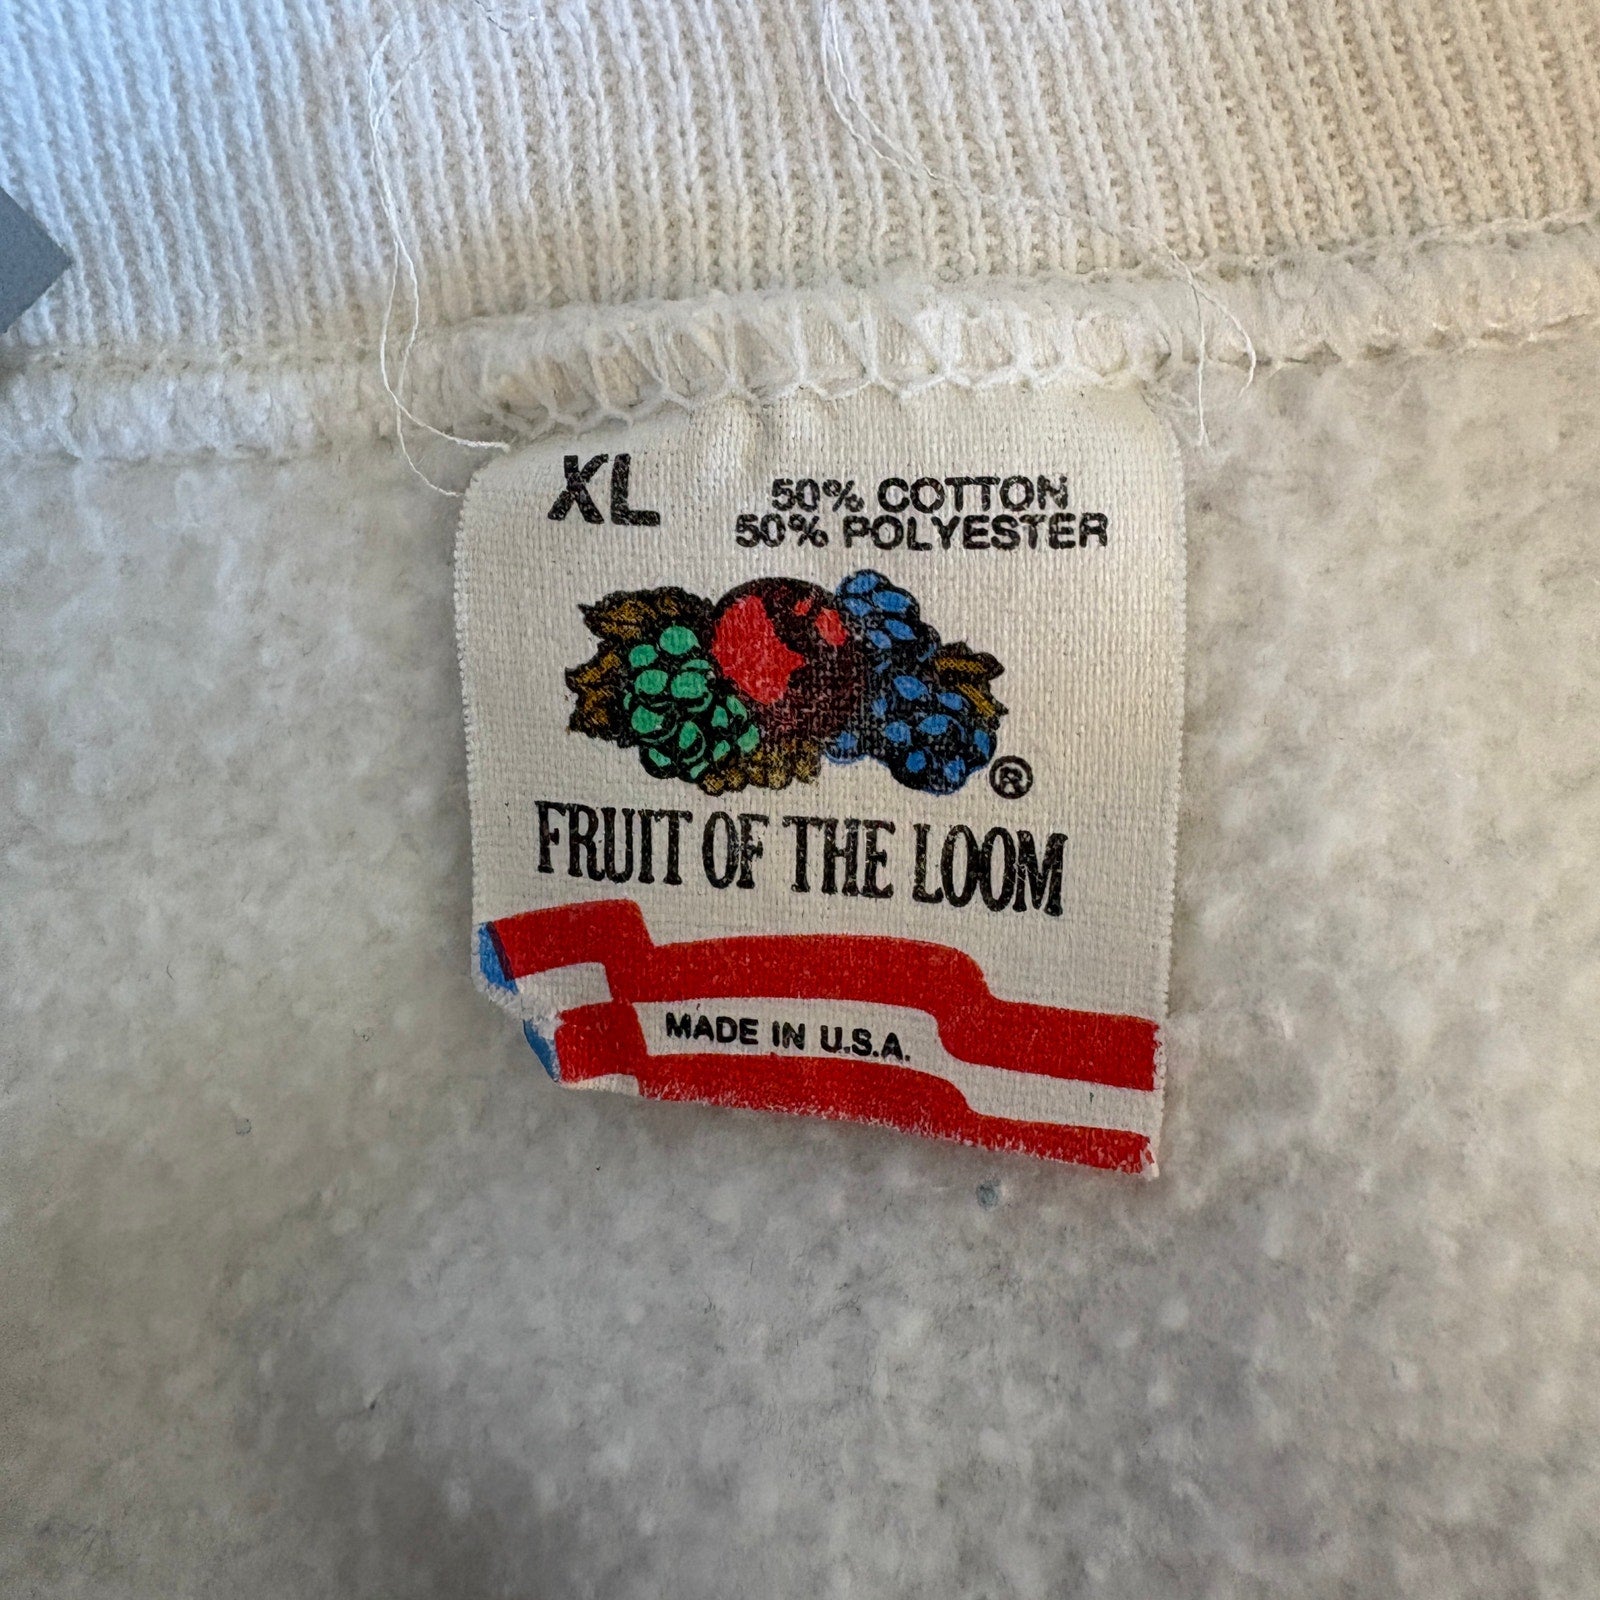 XL
50% COTTON
50% POLYESTER
®
FRUIT OF THE LOOM
MADE IN U.S.A.